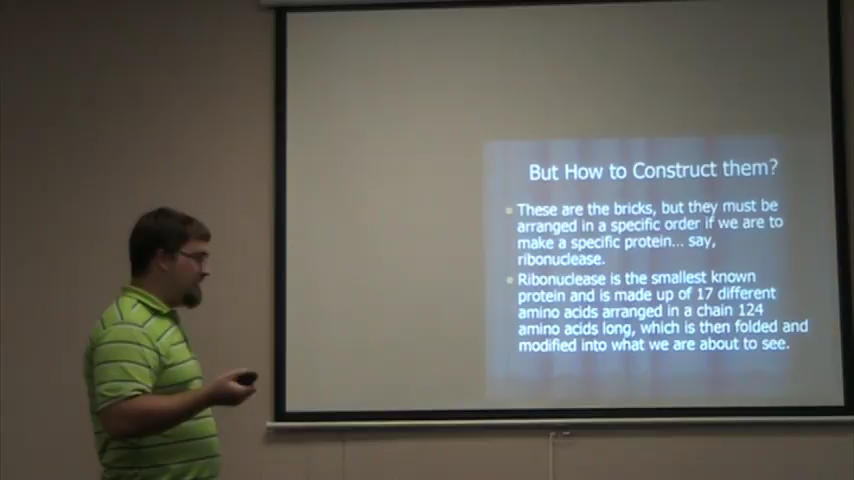 But How to Construct them?
These are the bricks, but they must be
arranged in a specific order if we are to
make a specific protein... say,
ribonuclease.
Ribonuclease is the smallest known
protein and is made up of 17 different
amino acids arranged in a chain 124
amino acids long, which is then folded and
modified into what we are about to see.